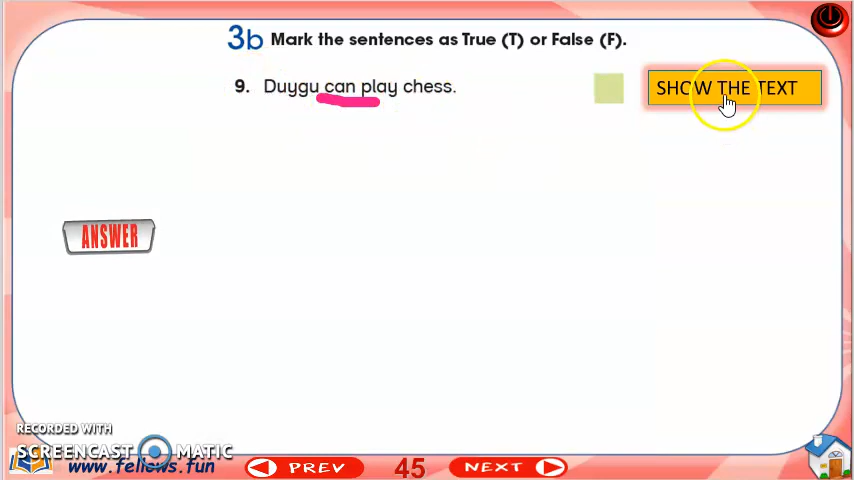 3b Mark the sentences as True (T) or False (F).
9. Duygu can play chess.
SHOW THE TEXT
ANSWER
RECORDED WITH
SCREENCAST MATIC
www.fellows.fun
PREV
45
NEXT